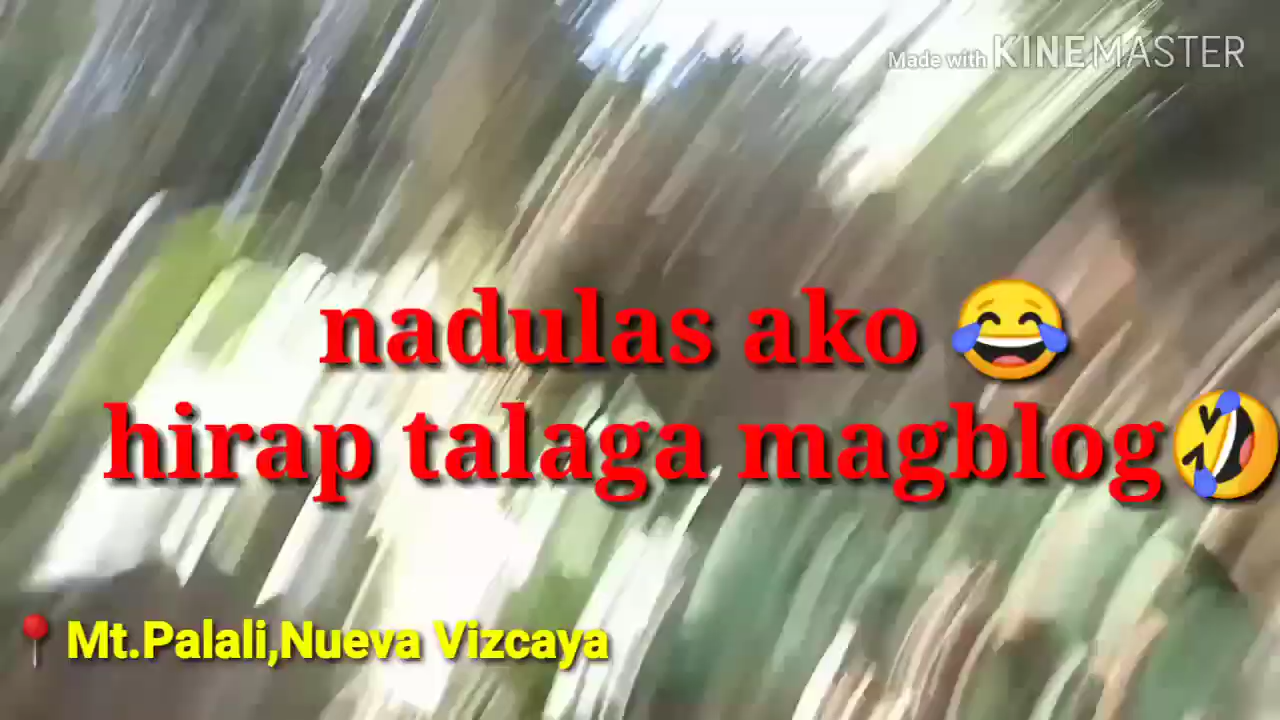 Made with KINEMASTER
nadulas ako 😂
hirap talaga magblog🤣
📍Mt.Palali,Nueva Vizcaya